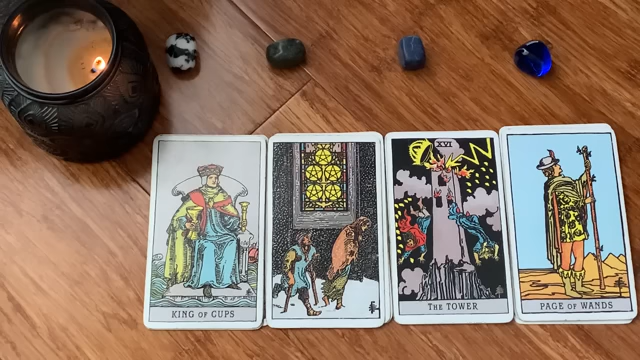 KING OF CUPS
XVI
THE TOWER
PAGE OF WANDS